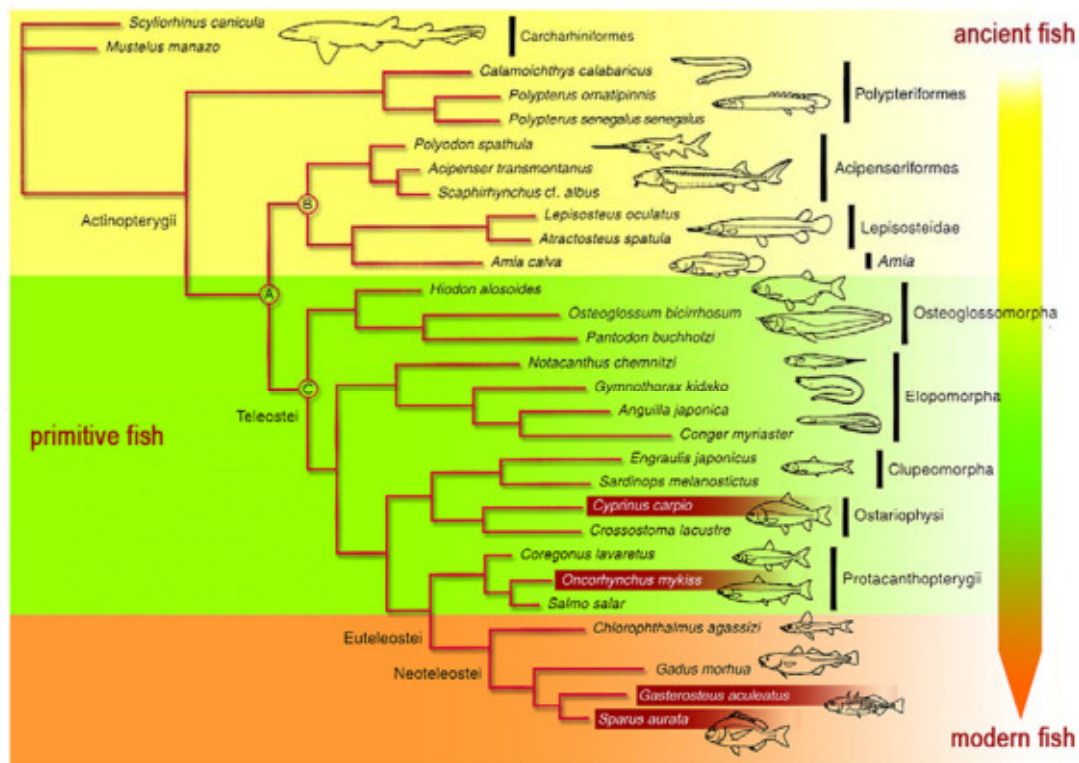 Scyliorhinus canicula
ancient fish
Carcharhiniformes
Mustelus manazo
Calamoichthys calabaricus
Polypterus ornatipinnis
Polypteriformes
Polypterus senegalus senegalus
Polyodon spathula
Acipenser transmontanus
Acipenseriformes
Scaphirhynchus cf. albus
B
Actinopterygii
Lepisosteus oculatus
Lepisosteidae
Atractosteus spatula
Amia calva
Amia
A
Hiodon alosoides
Osteoglossum bicirrhosum
Osteoglossomorpha
Pantodon buchholzi
Notacanthus chemnitzi
C
Gymnothorax kidako
Elopomorpha
Teleostei
Anguilla japonica
primitive fish
Conger myriaster
Engraulis japonicus
Clupeomorpha
Sardinops melanostictus
Cyprinus carpio
Ostariophysi
Crossostoma lacustre
Coregonus lavaretus
Oncorhynchus mykiss
Protacanthopterygii
Salmo salar
Chlorophthalmus agassizi
Euteleostei
Neoteleostei
Gadus morhua
Gasterosteus aculeatus
Sparus aurata
modern fish